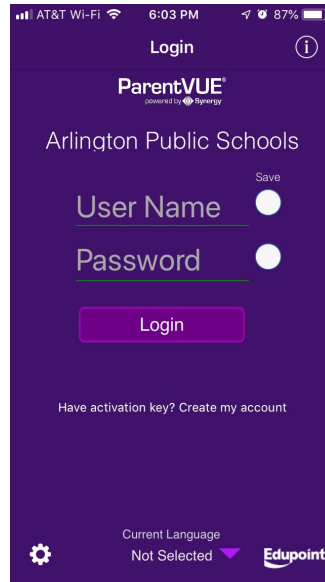 AT&T Wi-Fi 6:03 PM 87%
Login
ParentVUE®
powered by Synergy
Arlington Public Schools
Save
User Name
Password
Login
Have activation key? Create my account
Current Language
Not Selected
Edupoint